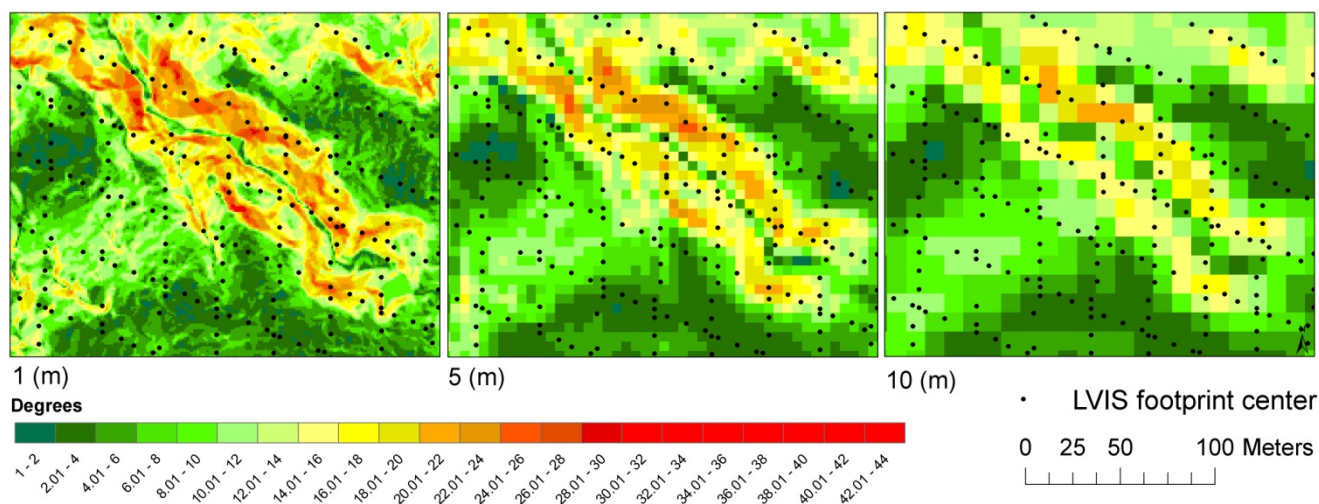 1 (m)
5 (m)
10 (m)
Degrees
1 - 2
2.01 - 4
4.01 - 6
6.01 - 8
8.01 - 10
10.01 - 12
12.01 - 14
14.01 - 16
16.01 - 18
18.01 - 20
20.01 - 22
22.01 - 24
24.01 - 26
26.01 - 28
28.01 - 30
30.01 - 32
32.01 - 34
34.01 - 36
36.01 - 38
38.01 - 40
40.01 - 42
42.01 - 44
LVIS footprint center
0 25 50 100 Meters